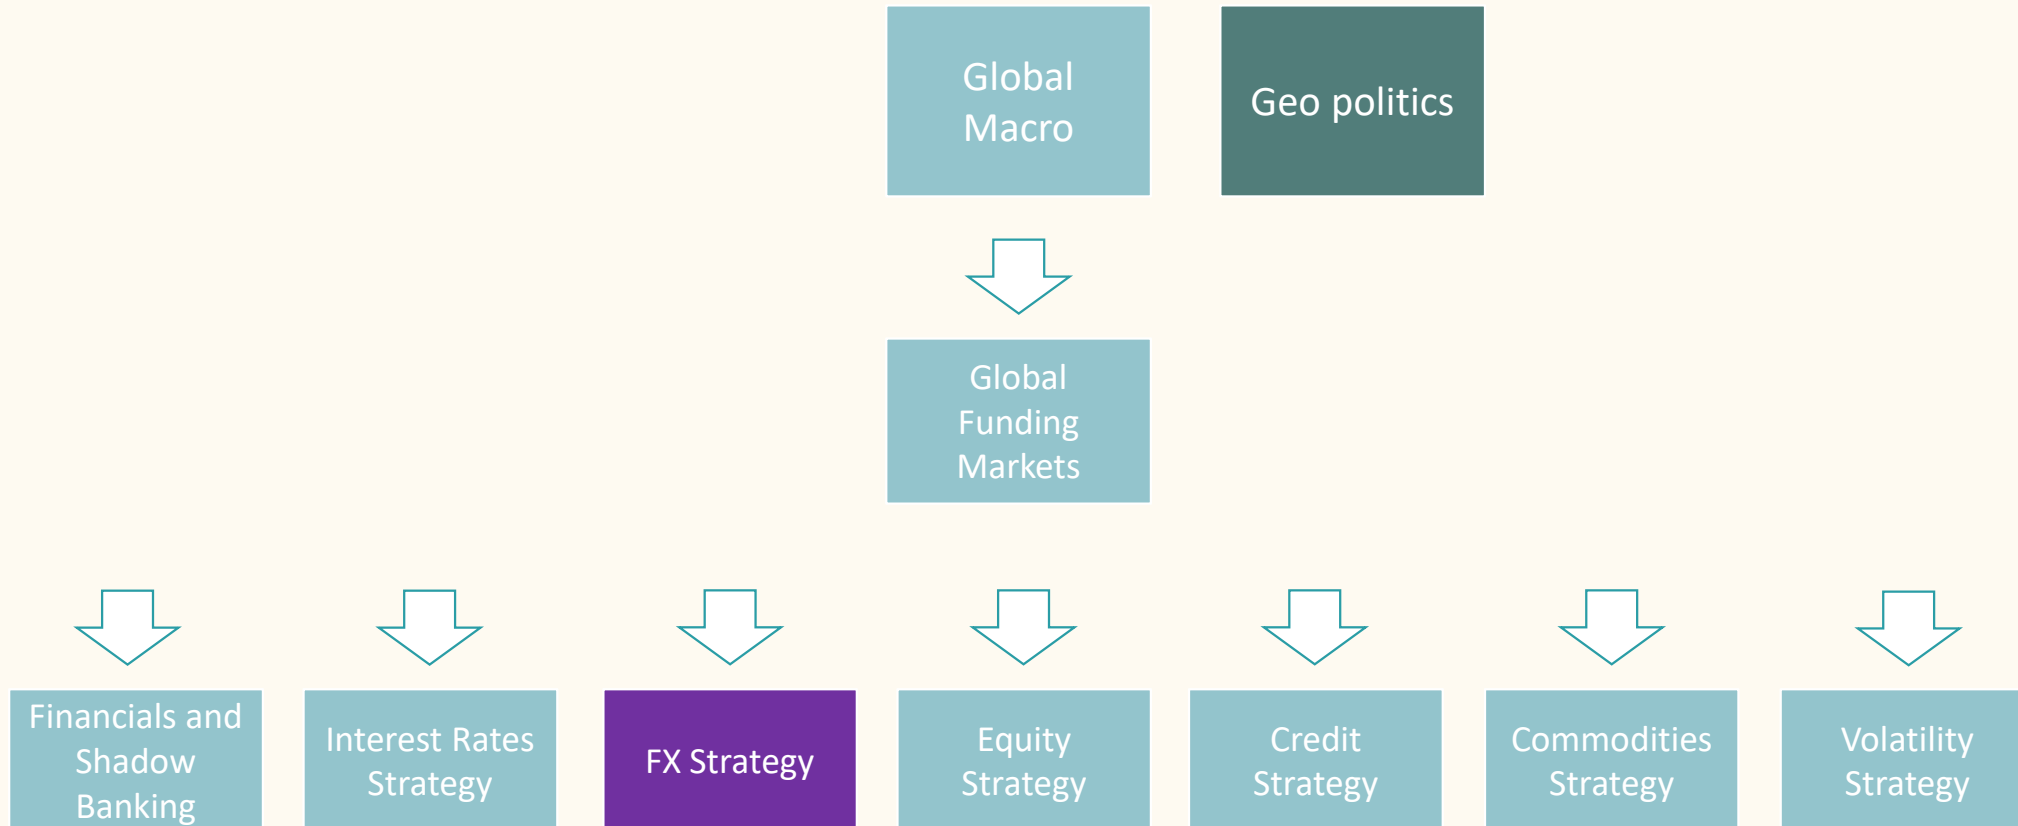 Global
Macro
Geo politics
Global
Funding
Markets
Financials and
Shadow
Banking
Interest Rates
Strategy
FX Strategy
Equity
Strategy
Credit
Strategy
Commodities
Strategy
Volatility
Strategy